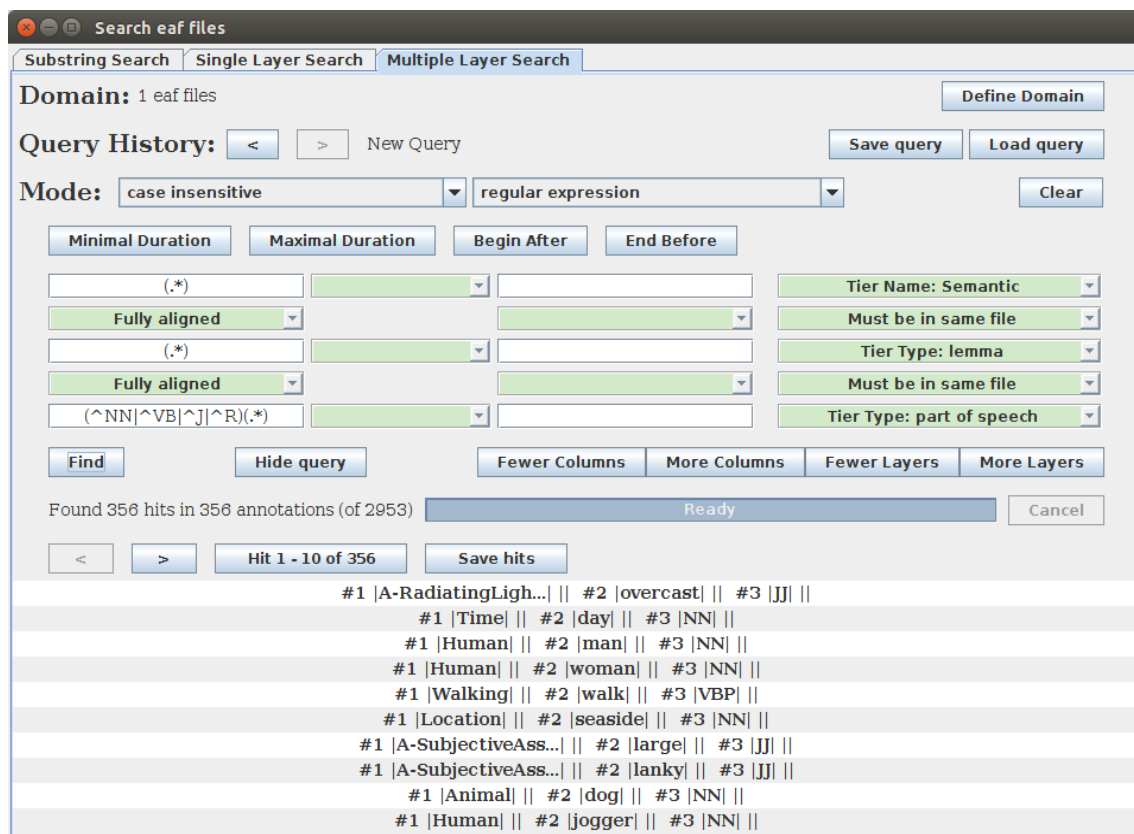 Search eaf files
Substring Search Single Layer Search Multiple Layer Search
Domain: 1 eaf files Define Domain
Query History: < > New Query Save query Load query
Mode: case insensitive regular expression Clear
Minimal Duration Maximal Duration Begin After End Before
(.*) Tier Name: Semantic
Fully aligned Must be in same file
(.*) Tier Type: lemma
Fully aligned Must be in same file
(^NN|^VB|^J|^R)(.*) Tier Type: part of speech
Find Hide query Fewer Columns More Columns Fewer Layers More Layers
Found 356 hits in 356 annotations (of 2953) Ready Cancel
< > Hit 1 - 10 of 356 Save hits
#1 |A-RadiatingLigh...| || #2 |overcast| || #3 |JJ| ||
#1 |Time| || #2 |day| || #3 |NN| ||
#1 |Human| || #2 |man| || #3 |NN| ||
#1 |Human| || #2 |woman| || #3 |NN| ||
#1 |Walking| || #2 |walk| || #3 |VBP| ||
#1 |Location| || #2 |seaside| || #3 |NN| ||
#1 |A-SubjectiveAss...| || #2 |large| || #3 |JJ| ||
#1 |A-SubjectiveAss...| || #2 |lanky| || #3 |JJ| ||
#1 |Animal| || #2 |dog| || #3 |NN| ||
#1 |Human| || #2 |jogger| || #3 |NN| ||